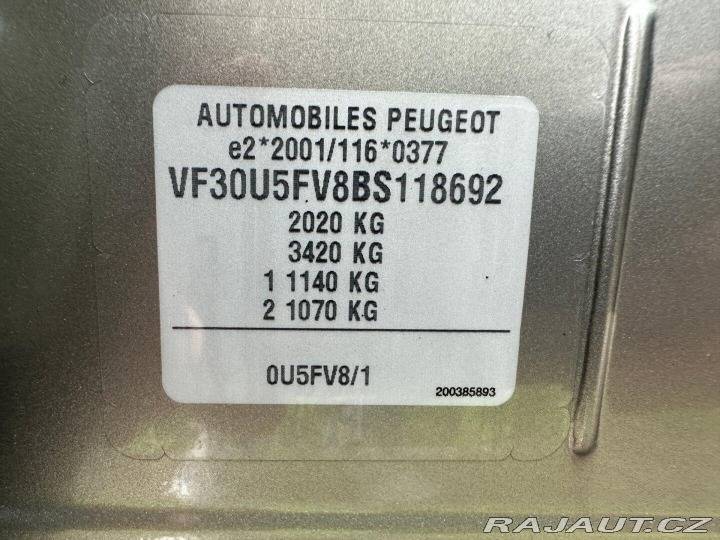 AUTOMOBILES PEUGEOT
e2*2001/116*0377
VF30U5FV8BS118692
2020 KG
3420 KG
1 1140 KG
2 1070 KG
0U5FV8/1
200385893
RAJAUT.CZ